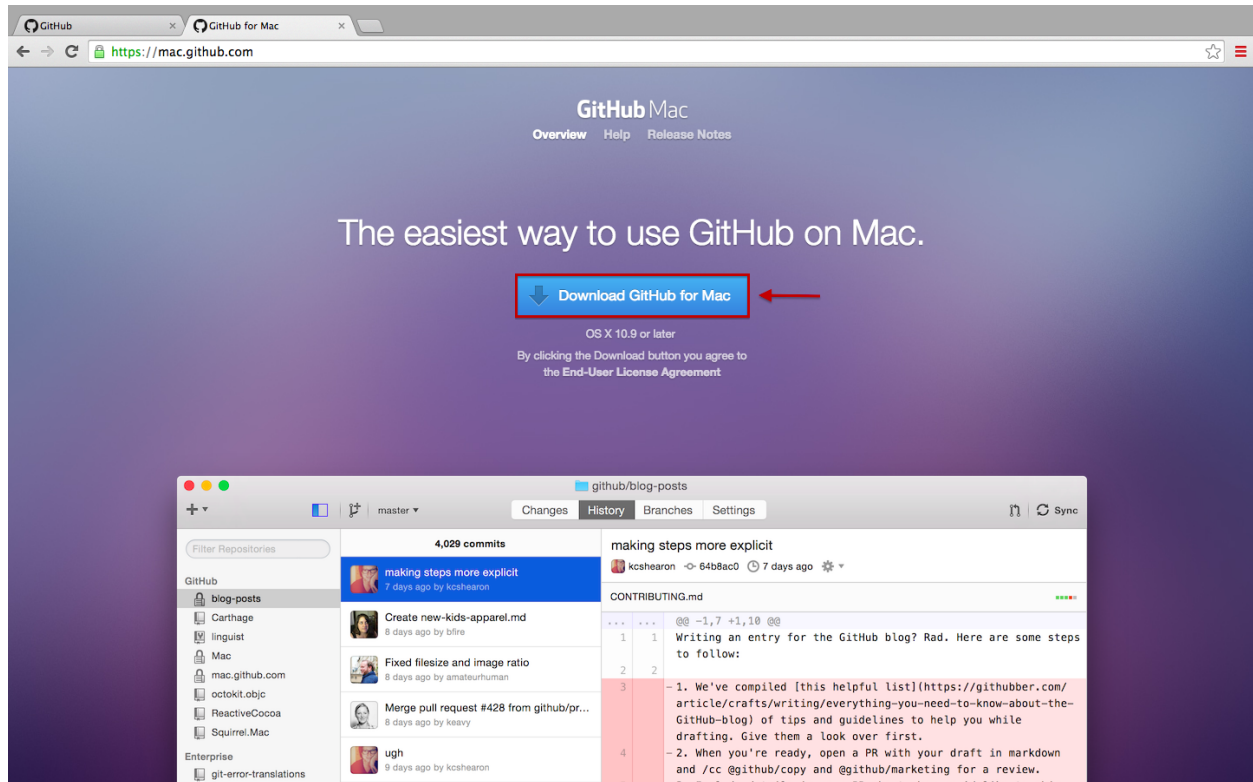 GitHub
GitHub for Mac
https://mac.github.com
GitHub Mac
Overview Help Release Notes
The easiest way to use GitHub on Mac.
Download GitHub for Mac
OS X 10.9 or later
By clicking the Download button you agree to
the End-User License Agreement
github/blog-posts
master
Changes History Branches Settings
Sync
Filter Repositories
GitHub
blog-posts
Carthage
linguist
Mac
mac.github.com
octokit.objc
ReactiveCocoa
Squirrel.Mac
Enterprise
git-error-translations
4,029 commits
making steps more explicit
7 days ago by kcshearon
Create new-kids-apparel.md
8 days ago by bfire
Fixed filesize and image ratio
8 days ago by amateurhuman
Merge pull request #428 from github/pr...
8 days ago by keavy
ugh
9 days ago by kcshearon
making steps more explicit
kcshearon 64b8ac0 7 days ago
CONTRIBUTING.md
... ... @@ -1,7 +1,10 @@
1 1 Writing an entry for the GitHub blog? Rad. Here are some steps
to follow:
2 2
3 -1. We've compiled [this helpful list](https://githubber.com/
article/crafts/writing/everything-you-need-to-know-about-the-
GitHub-blog) of tips and guidelines to help you while
drafting. Give them a look over first.
4 -2. When you're ready, open a PR with your draft in markdown
and /cc @github/copy and @github/marketing for a review.